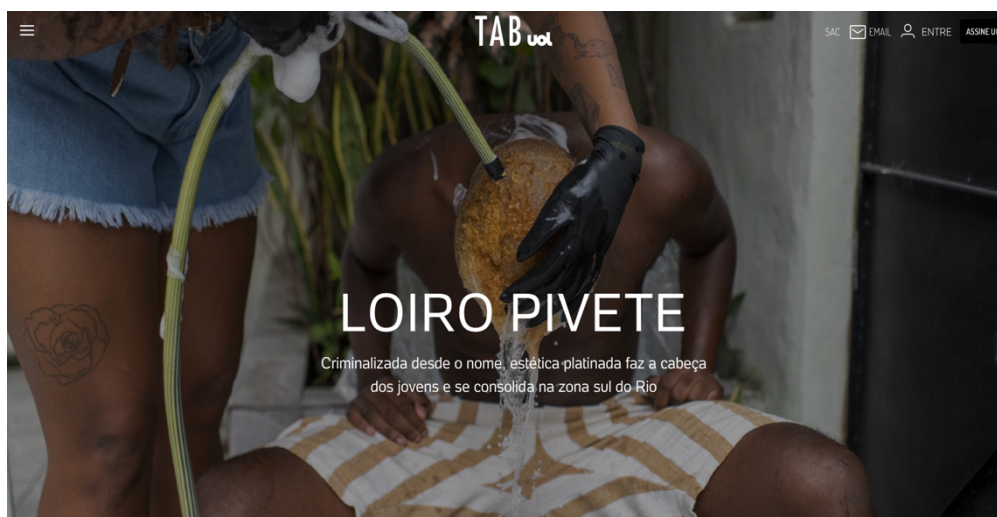 TAB uol
SAC EMAIL ENTRE ASSINE
LOIRO PIVETE
Criminalizada desde o nome, estética platinada faz a cabeça
dos jovens e se consolida na zona sul do Rio